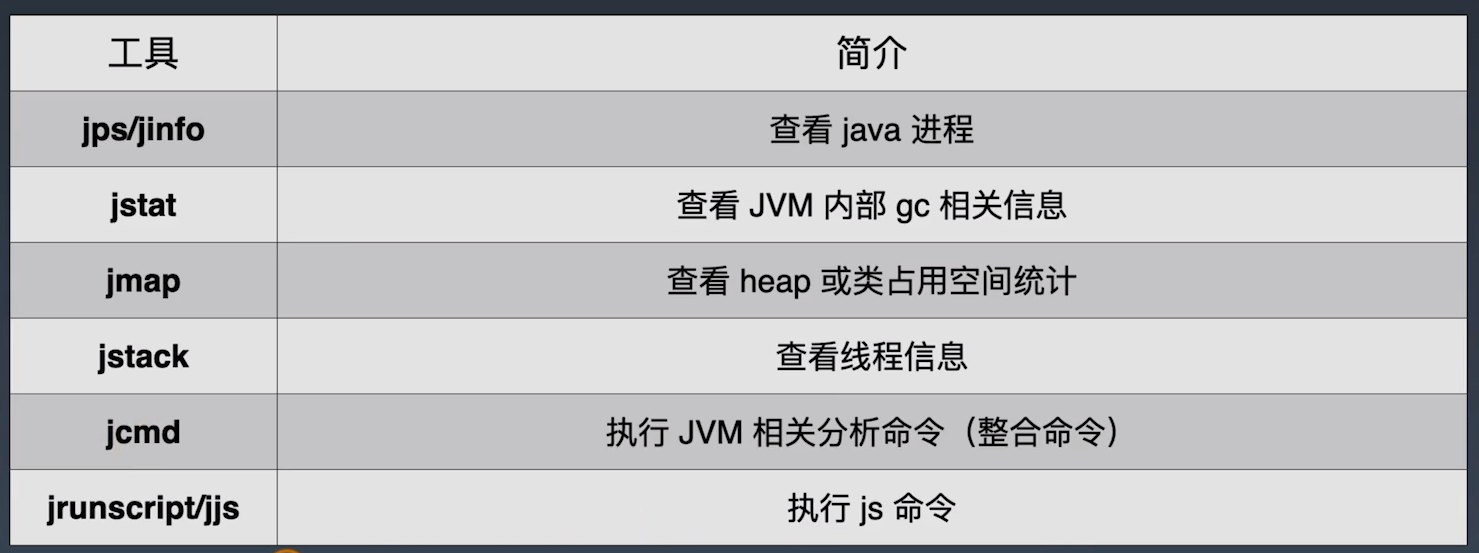 工具 简介
jps/jinfo 查看 java 进程
jstat 查看 JVM 内部 gc 相关信息
jmap 查看 heap 或类占用空间统计
jstack 查看线程信息
jcmd 执行 JVM 相关分析命令（整合命令）
jrunscript/jjs 执行 js 命令